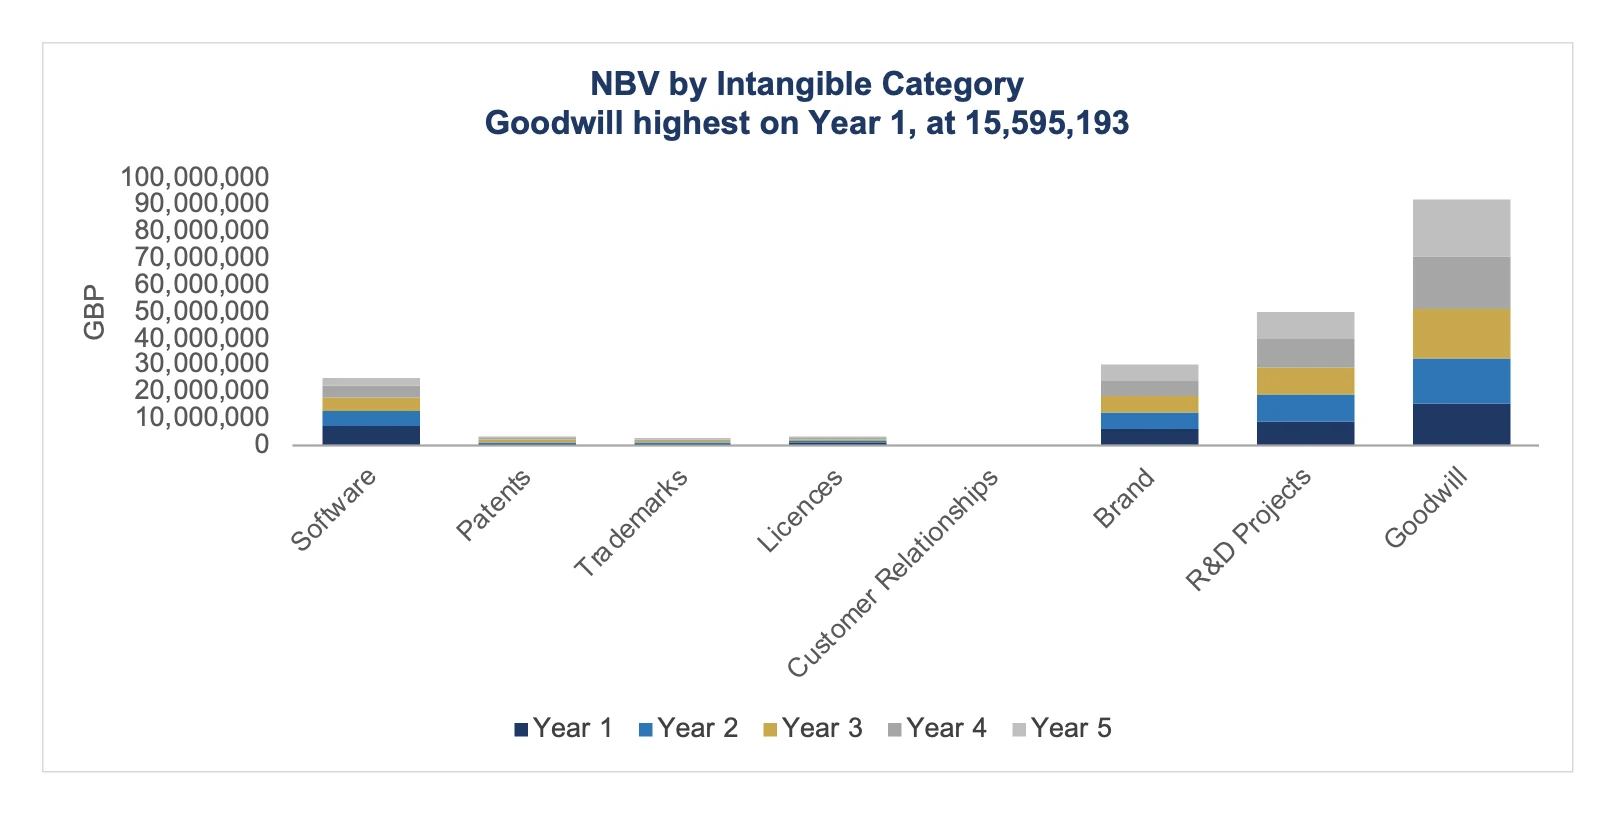 NBV by Intangible Category
Goodwill highest on Year 1, at 15,595,193
GBP
100,000,000
90,000,000
80,000,000
70,000,000
60,000,000
50,000,000
40,000,000
30,000,000
20,000,000
10,000,000
0
Software
Patents
Trademarks
Licences
Customer Relationships
Brand
R&D Projects
Goodwill
Year 1 Year 2 Year 3 Year 4 Year 5